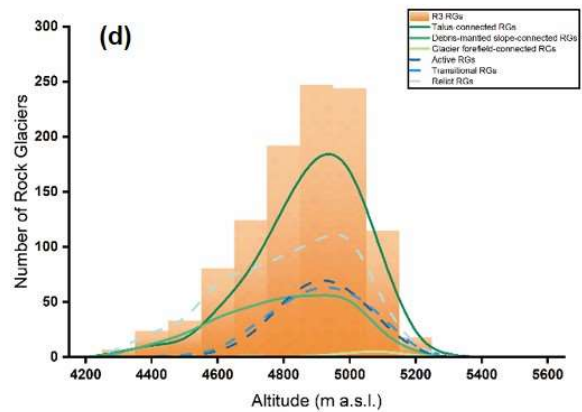 (d)
R3 RGs
Talus-connected RGs
Debris-mantled slope-connected RGs
Glacier forefield-connected RGs
Active RGs
Transitional RGs
Relict RGs
300
250
200
150
100
50
0
Number of Rock Glaciers
4200 4400 4600 4800 5000 5200 5400 5600
Altitude (m a.s.l.)